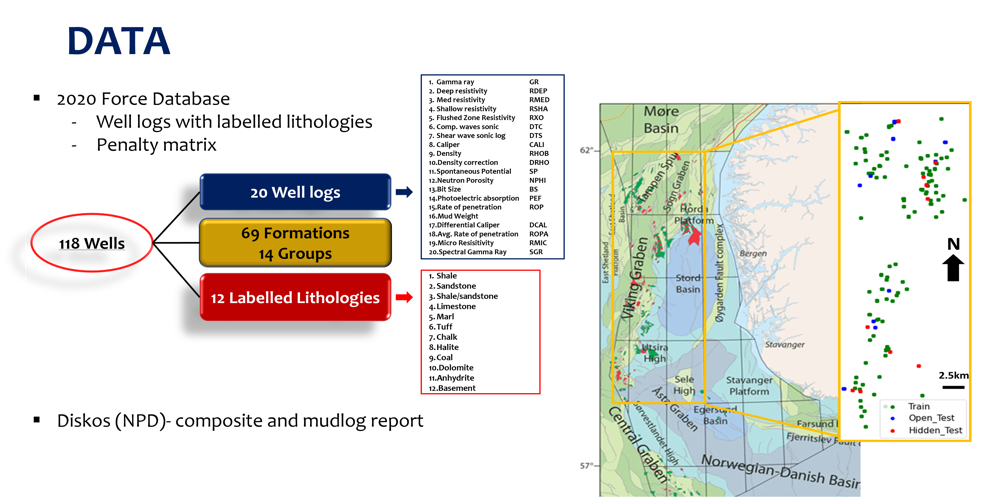 DATA
▪ 2020 Force Database
- Well logs with labelled lithologies
- Penalty matrix
118 Wells
20 Well logs
69 Formations
14 Groups
12 Labelled Lithologies
1. Gamma ray GR
2. Deep resistivity RDEP
3. Med resistivity RMED
4. Shallow resistivity RSHA
5. Flushed Zone Resistivity RXO
6. Comp. waves sonic DTC
7. Shear wave sonic log DTS
8. Caliper CALI
9. Density RHOB
10.Density correction DRHO
11.Spontaneous Potential SP
12.Neutron Porosity NPHI
13.Bit Size BS
14.Photoelectric absorption PEF
15.Rate of penetration ROP
16.Mud Weight
17.Differential Caliper DCAL
18.Avg. Rate of penetration ROPA
19.Micro Resisitivity RMIC
20.Spectral Gamma Ray SGR
1. Shale
2. Sandstone
3. Shale/sandstone
4. Limestone
5. Marl
6. Tuff
7. Chalk
8. Halite
9. Coal
10.Dolomite
11.Anhydrite
12.Basement
▪ Diskos (NPD)- composite and mudlog report
62°
57°
Møre
Basin
Tampen Spur
Sogn Graben
Horda
Platform
East Shetland
Platform
Basin
Viking Graben
Stord
Basin
Øygarden Fault complex
Bergen
Stavanger
Utsira
High
Sele
High
Stavanger
Platform
Åsta Graben
Egersund
Basin
Central Graben
Norwegian-Danish Basin
Farsund
Fjerritslev Fault
N
2.5km
Train
Open_Test
Hidden_Test